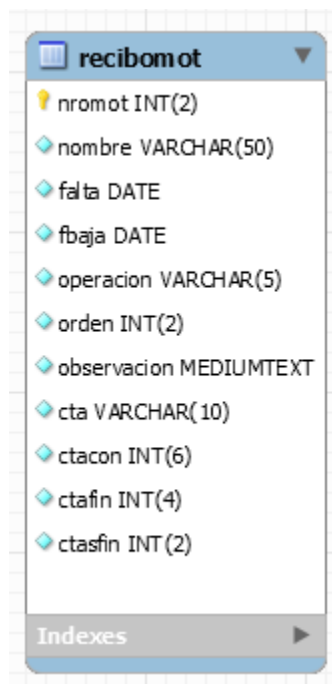 recibomot
nromot INT(2)
nombre VARCHAR(50)
falta DATE
fbaja DATE
operacion VARCHAR(5)
orden INT(2)
observacion MEDIUMTEXT
cta VARCHAR(10)
ctacon INT(6)
ctafin INT(4)
ctasfin INT(2)
Indexes